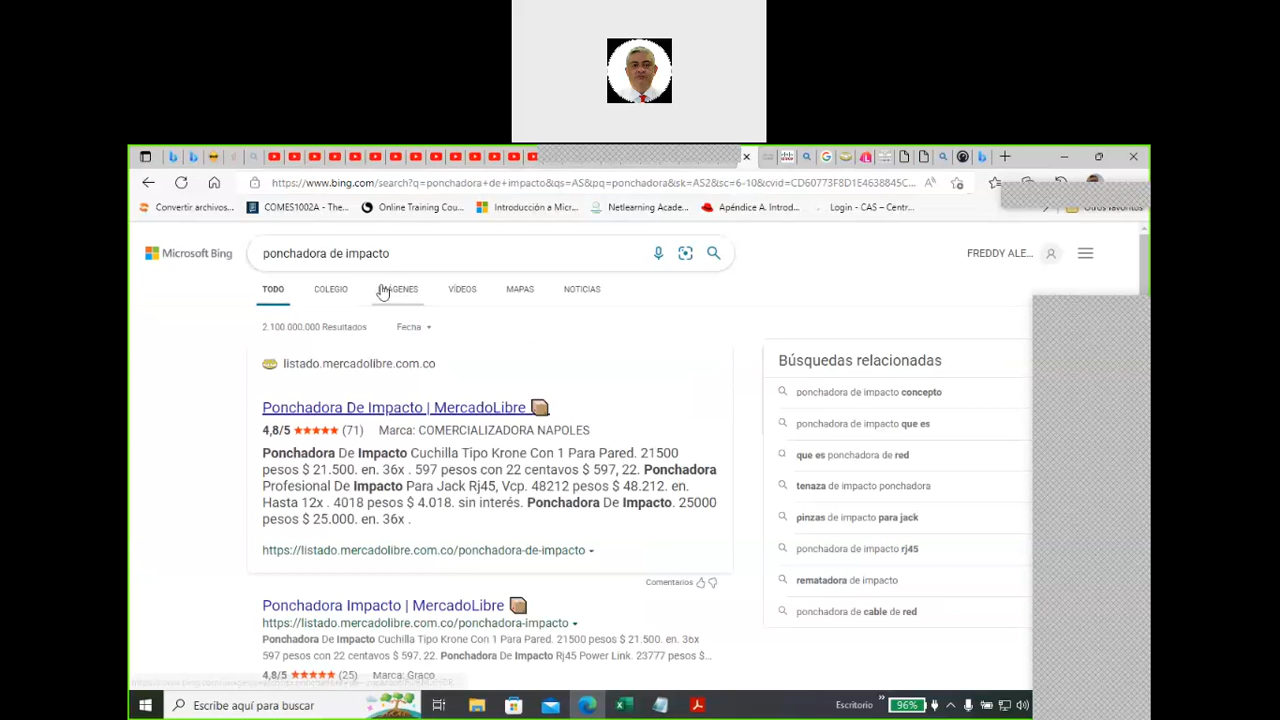 https://www.bing.com/search?q=ponchadora+de+impacto&qs=AS&pq=ponchadora&sk=AS2&sc=6-10&cvid=CD60773F8D1E4638845C...
Convertir archivos...
COMES1002A - The...
Online Training Cou...
Introducción a Micr...
Netlearning Acade...
Apéndice A. Introd...
Login - CAS – Centr...
Otros favoritos
Microsoft Bing
ponchadora de impacto
FREDDY ALE...
TODO
COLEGIO
IMÁGENES
VÍDEOS
MAPAS
NOTICIAS
2.100.000.000 Resultados
Fecha
listado.mercadolibre.com.co
Ponchadora De Impacto | MercadoLibre
4,8/5 (71) Marca: COMERCIALIZADORA NAPOLES
Ponchadora De Impacto Cuchilla Tipo Krone Con 1 Para Pared. 21500
pesos $ 21.500. en. 36x . 597 pesos con 22 centavos $ 597, 22. Ponchadora
Profesional De Impacto Para Jack Rj45, Vcp. 48212 pesos $ 48.212. en.
Hasta 12x . 4018 pesos $ 4.018. sin interés. Ponchadora De Impacto. 25000
pesos $ 25.000. en. 36x .
https://listado.mercadolibre.com.co/ponchadora-de-impacto
Comentarios
Ponchadora Impacto | MercadoLibre
https://listado.mercadolibre.com.co/ponchadora-impacto
Ponchadora De Impacto Cuchilla Tipo Krone Con 1 Para Pared. 21500 pesos $ 21.500. en. 36x
597 pesos con 22 centavos $ 597, 22. Ponchadora De Impacto Rj45 Power Link. 23777 pesos $...
4,8/5 (25) Marca: Graco
Búsquedas relacionadas
ponchadora de impacto concepto
ponchadora de impacto que es
que es ponchadora de red
tenaza de impacto ponchadora
pinzas de impacto para jack
ponchadora de impacto rj45
rematadora de impacto
ponchadora de cable de red
Escribe aquí para buscar
Escritorio
96%